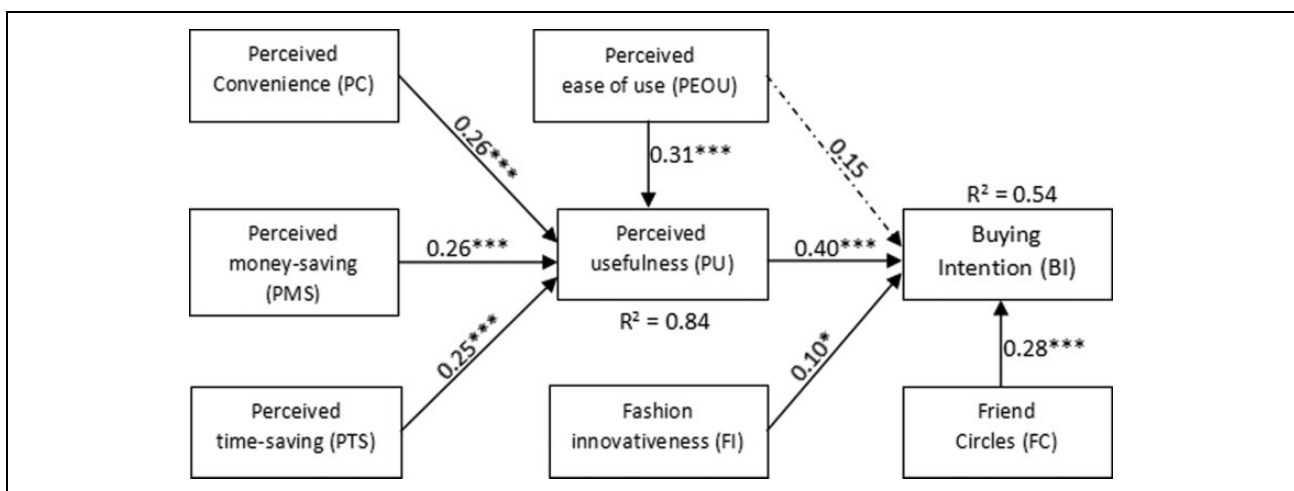 Perceived
Convenience (PC)
Perceived
ease of use (PEOU)
0.26***
0.31***
0.15
R² = 0.54
Perceived
money-saving
(PMS)
0.26***
Perceived
usefulness (PU)
0.40***
Buying
Intention (BI)
R² = 0.84
0.25***
0.10*
0.28***
Perceived
time-saving (PTS)
Fashion
innovativeness (FI)
Friend
Circles (FC)